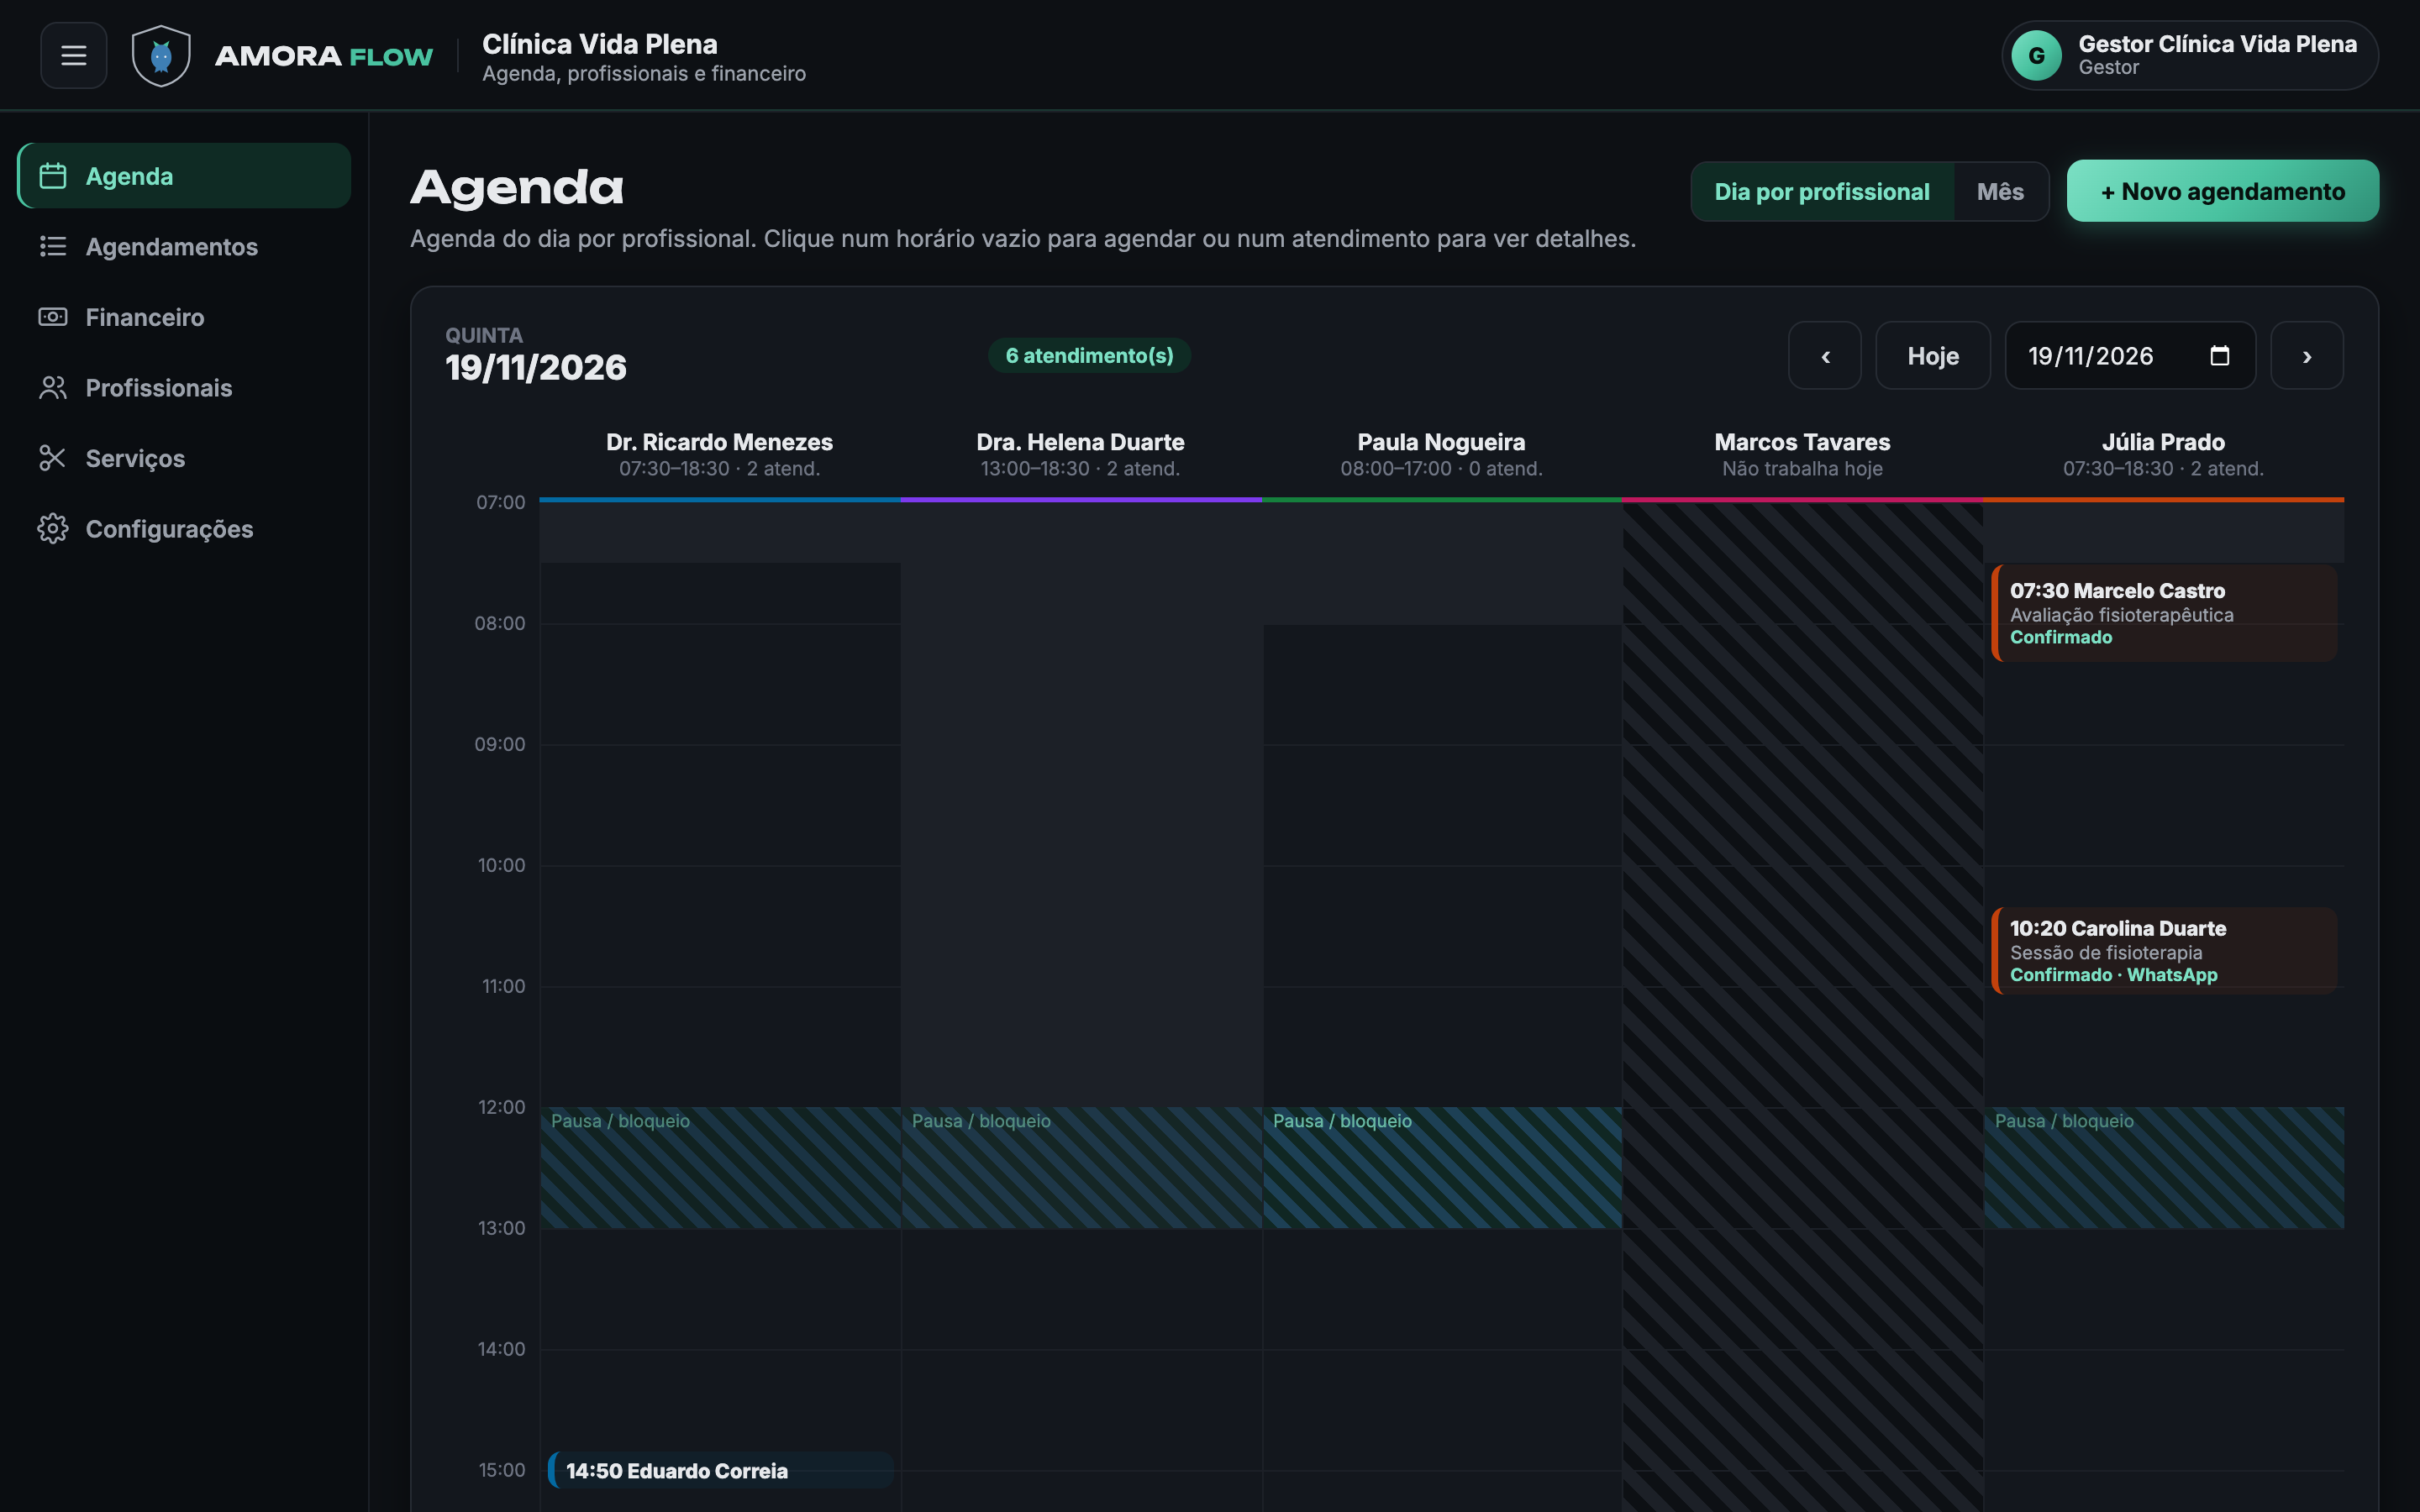 AMORA FLOW
Clínica Vida Plena
Agenda, profissionais e financeiro
G
Gestor Clínica Vida Plena
Gestor
Agenda
Agendamentos
Financeiro
Profissionais
Serviços
Configurações
Agenda
Agenda do dia por profissional. Clique num horário vazio para agendar ou num atendimento para ver detalhes.
Dia por profissional
Mês
+ Novo agendamento
QUINTA
19/11/2026
6 atendimento(s)
‹
Hoje
19/11/2026
›
Dr. Ricardo Menezes
07:30–18:30 · 2 atend.
Dra. Helena Duarte
13:00–18:30 · 2 atend.
Paula Nogueira
08:00–17:00 · 0 atend.
Marcos Tavares
Não trabalha hoje
Júlia Prado
07:30–18:30 · 2 atend.
07:00
07:30 Marcelo Castro
Avaliação fisioterapêutica
Confirmado
08:00
09:00
10:00
10:20 Carolina Duarte
Sessão de fisioterapia
Confirmado · WhatsApp
11:00
12:00
Pausa / bloqueio
Pausa / bloqueio
Pausa / bloqueio
Pausa / bloqueio
13:00
14:00
14:50 Eduardo Correia
15:00